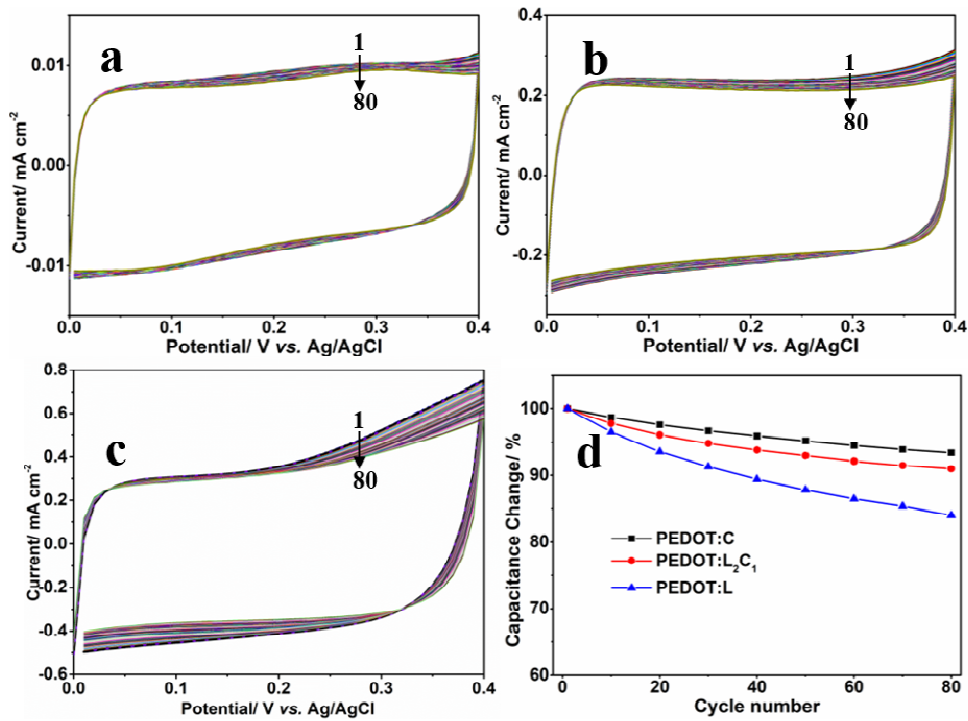 a
1
80
0.01
0.00
-0.01
Current/ mA cm-2
0.0 0.1 0.2 0.3 0.4
Potential/ V vs. Ag/AgCl
b
1
80
0.4
0.2
0.0
-0.2
Current/ mA cm-2
0.0 0.1 0.2 0.3 0.4
Potential/ V vs. Ag/AgCl
c
1
80
0.8
0.6
0.4
0.2
0.0
-0.2
-0.4
-0.6
Current/ mA cm-2
0.0 0.1 0.2 0.3 0.4
Potential/ V vs. Ag/AgCl
d
100
90
80
70
60
Capacitance Change/ %
PEDOT:C
PEDOT:L2C1
PEDOT:L
0 20 40 60 80
Cycle number